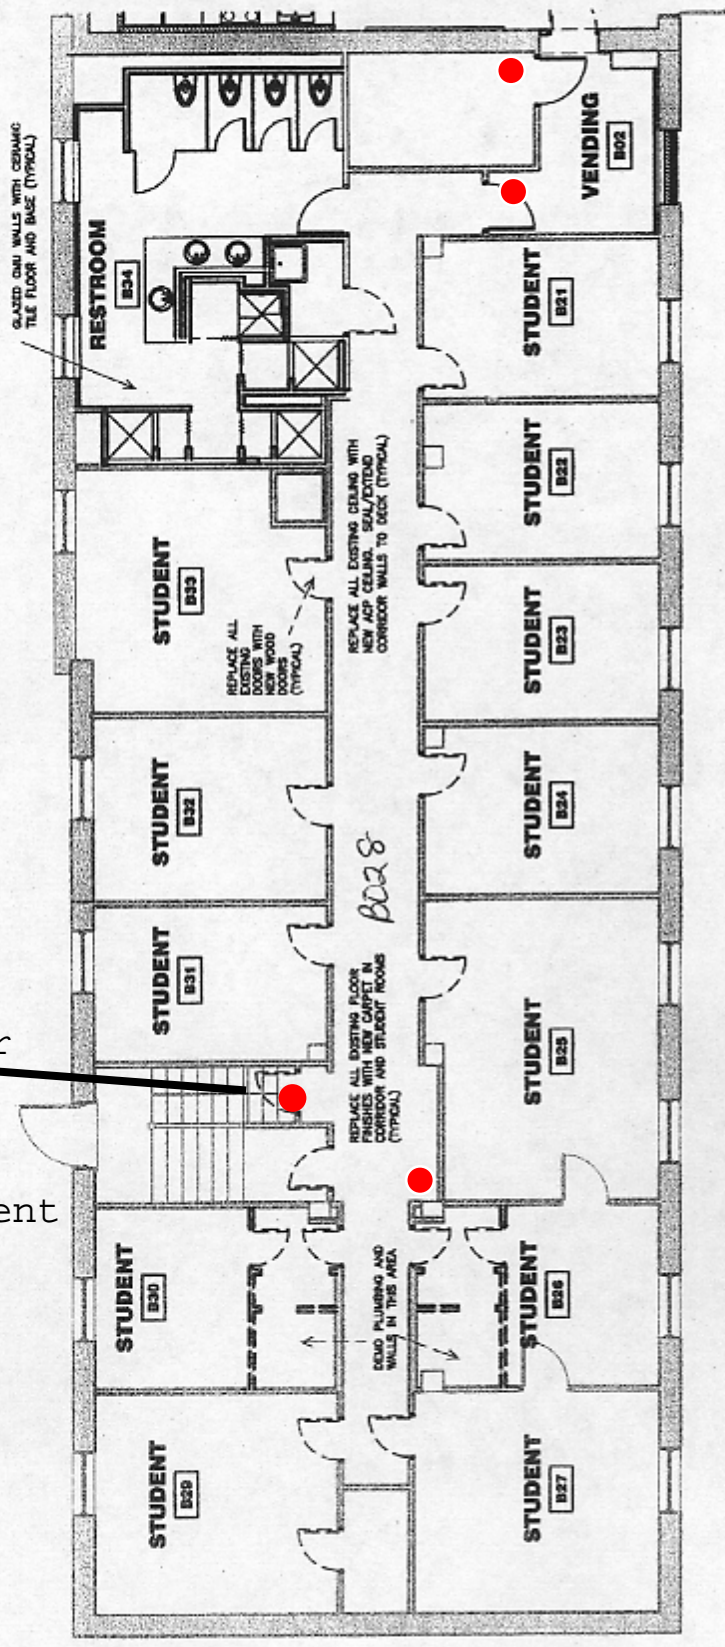 GLAZED CMU WALLS WITH CERAMIC
TILE FLOOR AND BASE (TYPICAL)
RESTROOM
B34
VENDING
B02
STUDENT
B21
STUDENT
B22
STUDENT
B23
STUDENT
B24
STUDENT
B25
STUDENT
B26
STUDENT
B27
STUDENT
B33
REPLACE ALL
EXISTING
DOORS WITH
NEW WOOD
DOORS
(TYPICAL)
STUDENT
B32
STUDENT
B31
STUDENT
B30
STUDENT
B29
REPLACE ALL EXISTING CEILING WITH
NEW ACP CEILING. SEAL/EXTEND
CORRIDOR WALLS TO DECK (TYPICAL)
B028
REPLACE ALL EXISTING FLOOR
FINISHES WITH NEW CARPET IN
CORRIDOR AND STUDENT ROOMS
(TYPICAL)
DEMO PLUMBING AND
WALLS IN THIS AREA
r
ent